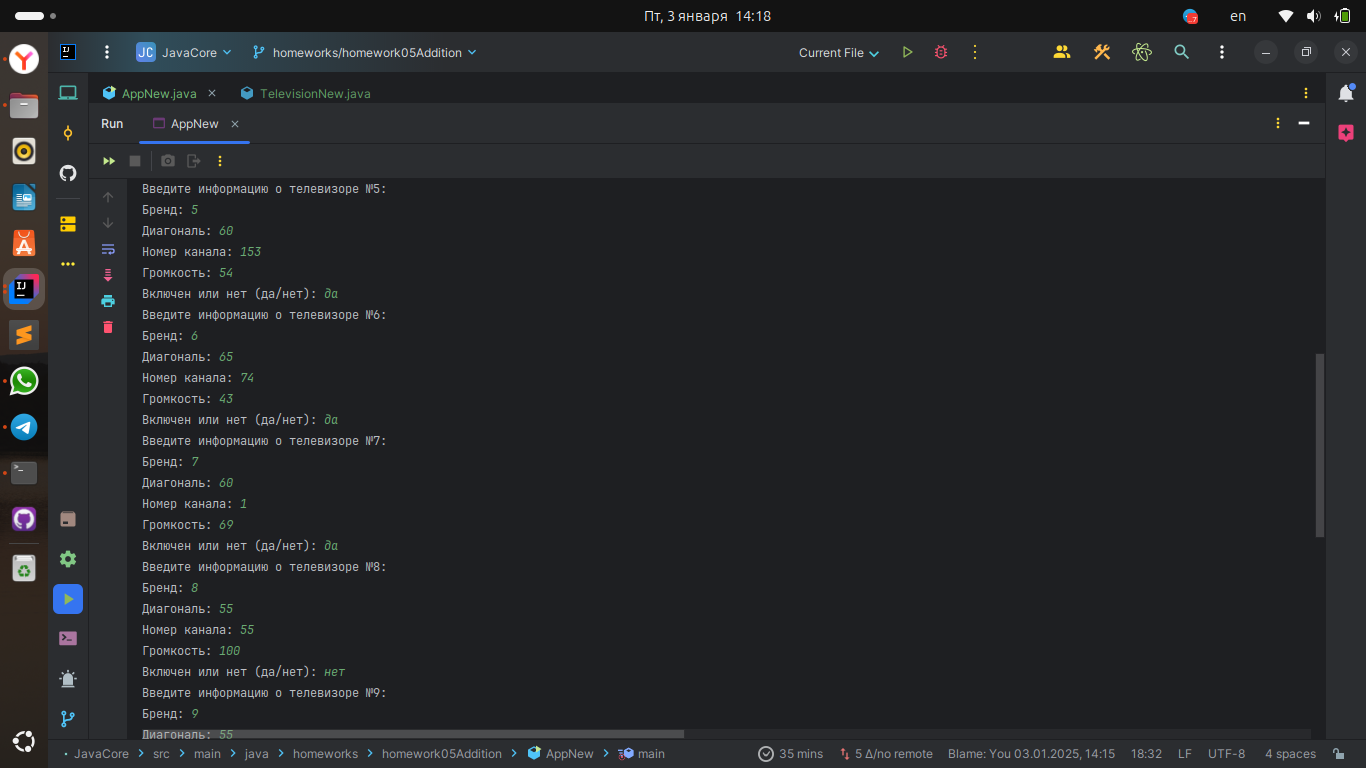 Пт, 3 января 14:18
en
JC JavaCore
homeworks/homework05Addition
Current File
AppNew.java
TelevisionNew.java
Run
AppNew
Введите информацию о телевизоре №5:
Бренд: 5
Диагональ: 60
Номер канала: 153
Громкость: 54
Включен или нет (да/нет): да
Введите информацию о телевизоре №6:
Бренд: 6
Диагональ: 65
Номер канала: 74
Громкость: 43
Включен или нет (да/нет): да
Введите информацию о телевизоре №7:
Бренд: 7
Диагональ: 60
Номер канала: 1
Громкость: 69
Включен или нет (да/нет): да
Введите информацию о телевизоре №8:
Бренд: 8
Диагональ: 55
Номер канала: 55
Громкость: 100
Включен или нет (да/нет): нет
Введите информацию о телевизоре №9:
Бренд: 9
Диагональ: 55
JavaCore > src > main > java > homeworks > homework05Addition > AppNew > main
35 mins
5 Δ/no remote
Blame: You 03.01.2025, 14:15
18:32
LF
UTF-8
4 spaces